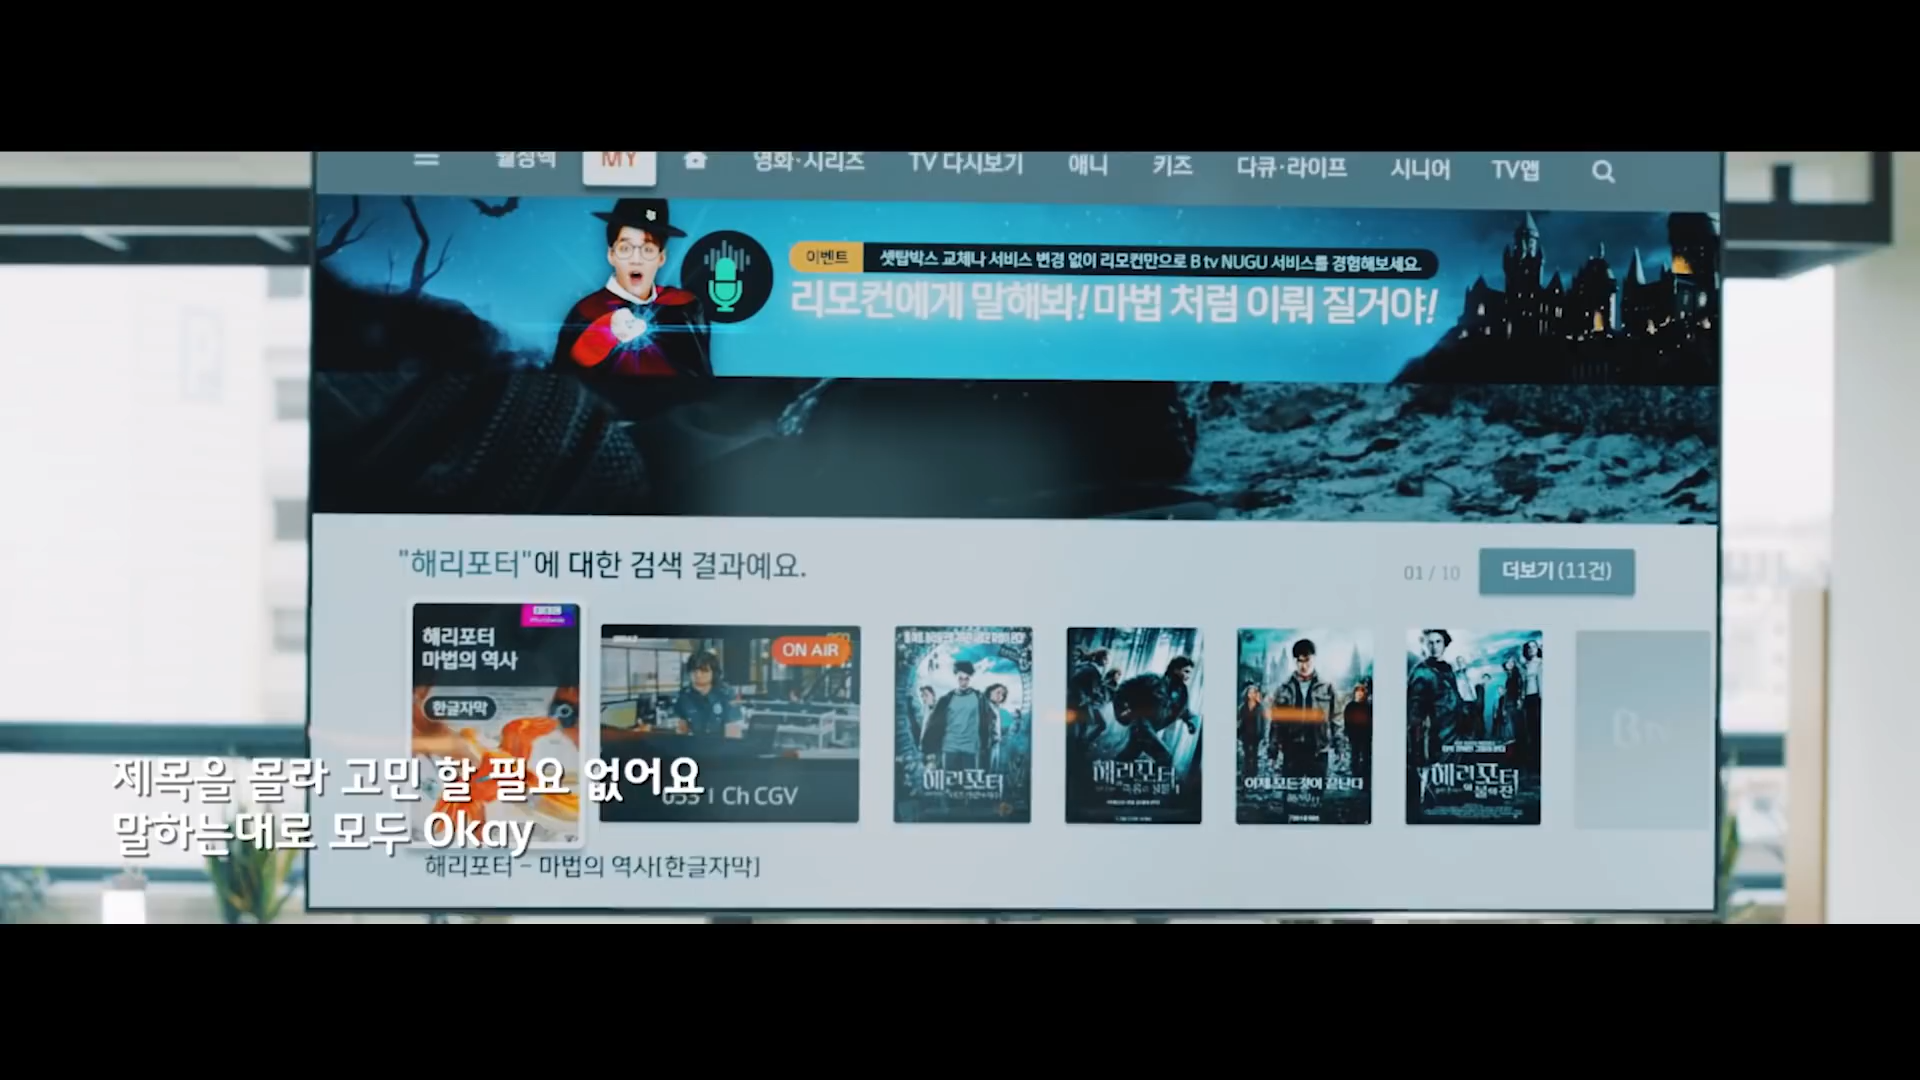 월정액 MY 영화·시리즈 TV 다시보기 애니 키즈 다큐·라이프 시니어 TV앱
이벤트 셋탑박스 교체나 서비스 변경 없이 리모컨만으로 B tv NUGU 서비스를 경험해보세요.
리모컨에게 말해봐! 마법 처럼 이뤄 질거야!
"해리포터"에 대한 검색 결과예요.
01 / 10 더보기 (11건)
해리포터
마법의 역사
한글자막
ON AIR
Ch CGV
해리포터
해리포터
이제 모든것이 끝난다
해리포터
불의 잔
B tv
제목을 몰라 고민 할 필요 없어요
말하는대로 모두 Okay
해리포터 - 마법의 역사[한글자막]